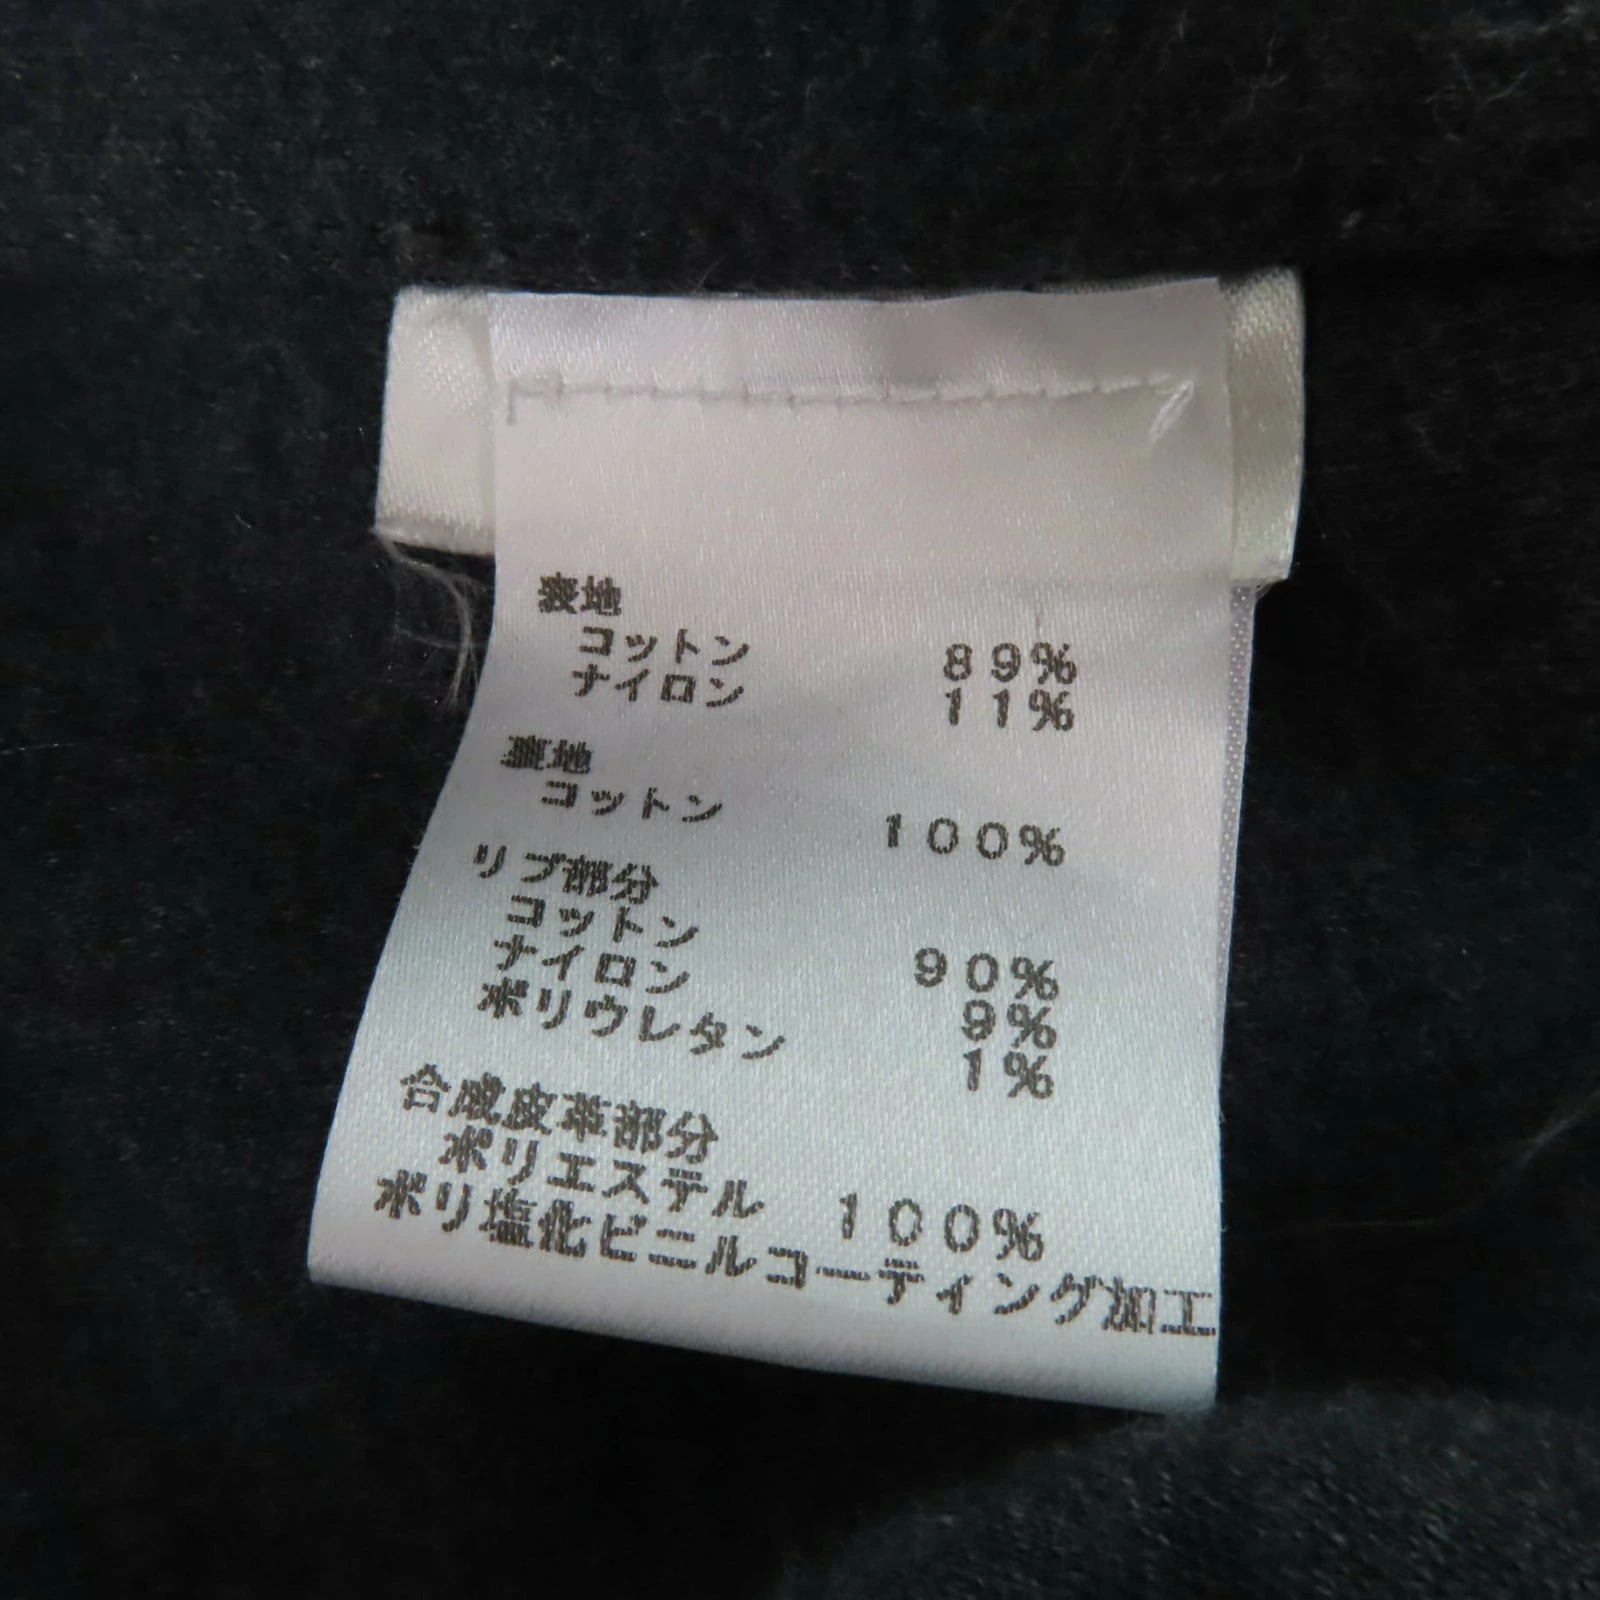 表地
コットン 89%
ナイロン 11%
裏地
コットン 100%
リブ部分
コットン 90%
ナイロン 9%
ポリウレタン 1%
合成皮革部分
ポリエステル 100%
ポリ塩化ビニルコーティング加工